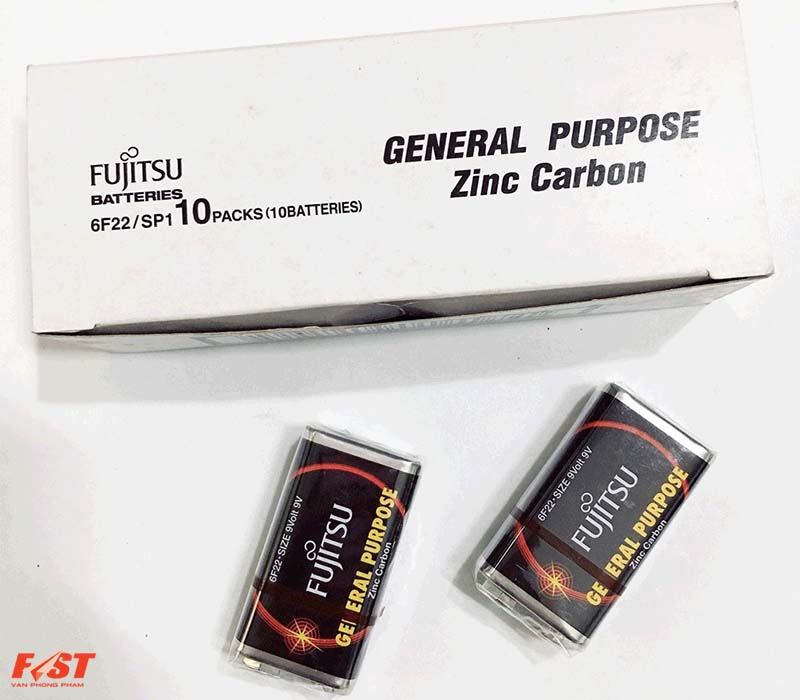 FUJITSU
BATTERIES
6F22/SP1 10 PACKS (10BATTERIES)
GENERAL PURPOSE
Zinc Carbon
6F22·SIZE 9Volt 9V
FUJITSU
GENERAL PURPOSE
Zinc Carbon
6F22·SIZE 9Volt 9V
FUJITSU
GENERAL PURPOSE
Zinc Carbon
FAST
VAN PHONG PHAM